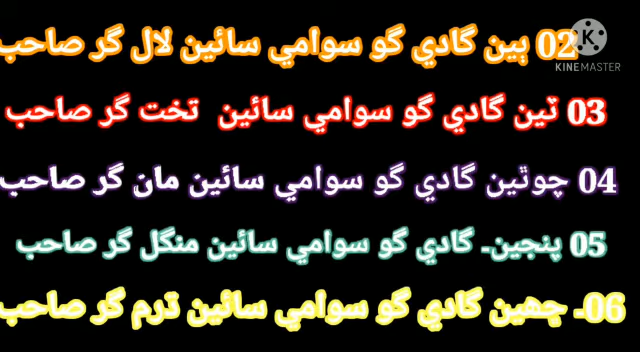 02 ٻين گادي گو سوامي سائين لال گر صاحب
KINEMASTER
03 ٽين گادي گو سوامي سائين تخت گر صاحب
04 چوٿين گادي گو سوامي سائين مان گر صاحب
05 پنجين۔ گادي گو سوامي سائين منگل گر صاحب
06۔ ڇهين گادي گو سوامي سائين ڌرم گر صاحب